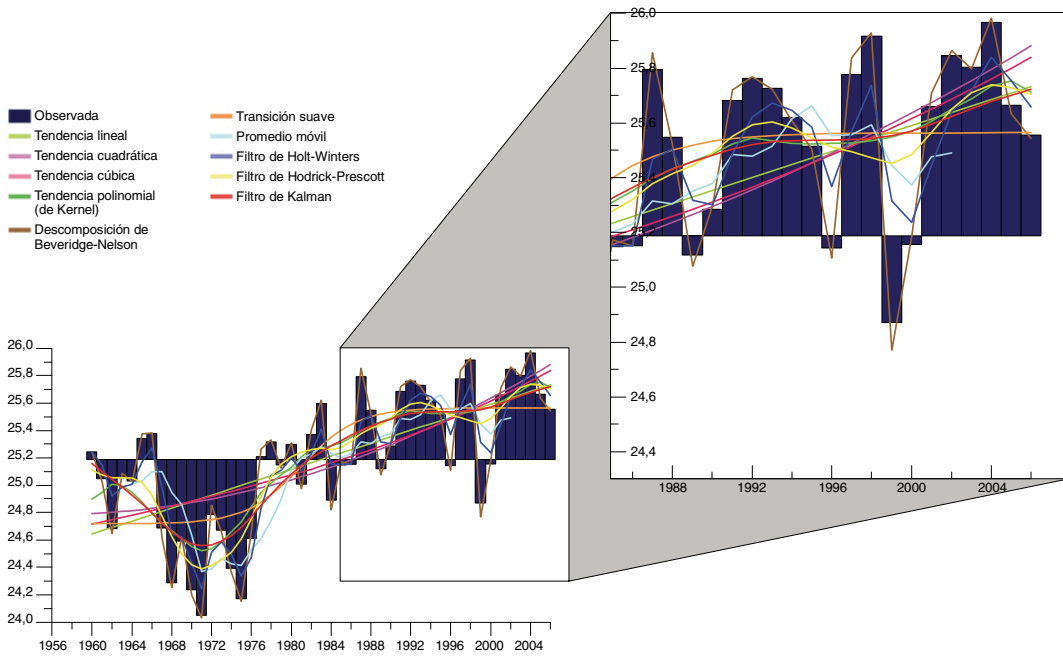 Observada
Tendencia lineal
Tendencia cuadrática
Tendencia cúbica
Tendencia polinomial
(de Kernel)
Descomposición de
Beveridge-Nelson
Transición suave
Promedio móvil
Filtro de Holt-Winters
Filtro de Hodrick-Prescott
Filtro de Kalman
26,0
25,8
25,6
25,4
25,2
25,0
24,8
24,6
24,4
1988
1992
1996
2000
2004
26,0
25,8
25,6
25,4
25,2
25,0
24,8
24,6
24,4
24,2
24,0
1956
1960
1964
1968
1972
1976
1980
1984
1988
1992
1996
2000
2004